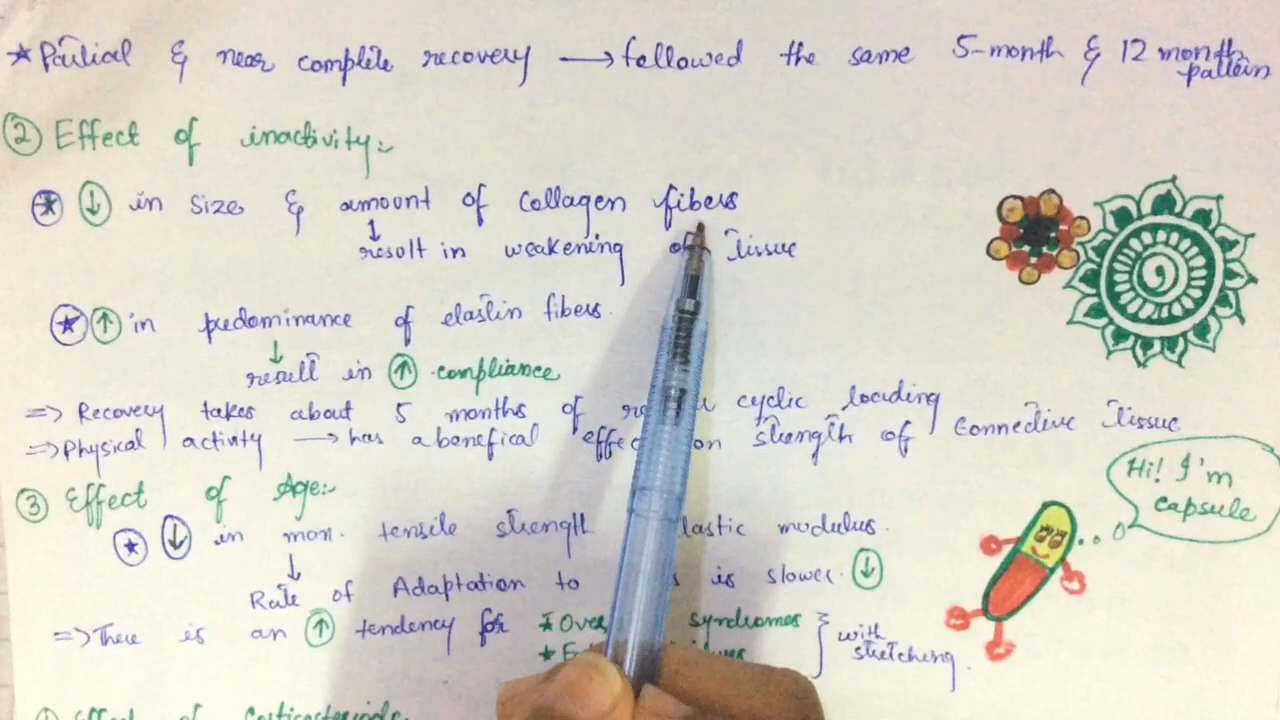 ★ Partial & near complete recovery → followed the same 5-month & 12 month pattern
② Effect of inactivity:-
★ ↓ in size & amount of collagen fibers
↓ result in weakening of tissue
★ ↑ in predominance of elastin fibers.
↓ result in ↑ compliance
⇒ Recovery takes about 5 months of cyclic loading
⇒ Physical activity → has a benefical effect on strength of connective tissue
③ Effect of Age:-
★ ↓ in max. tensile strength elastic modulus.
↓
Rate of Adaptation to is slower. ↓
⇒ There is an ↑ tendency for ★ Over syndromes
★ } with stretching.
Effect of Corticosteroids.
Hi! I'm
capsule